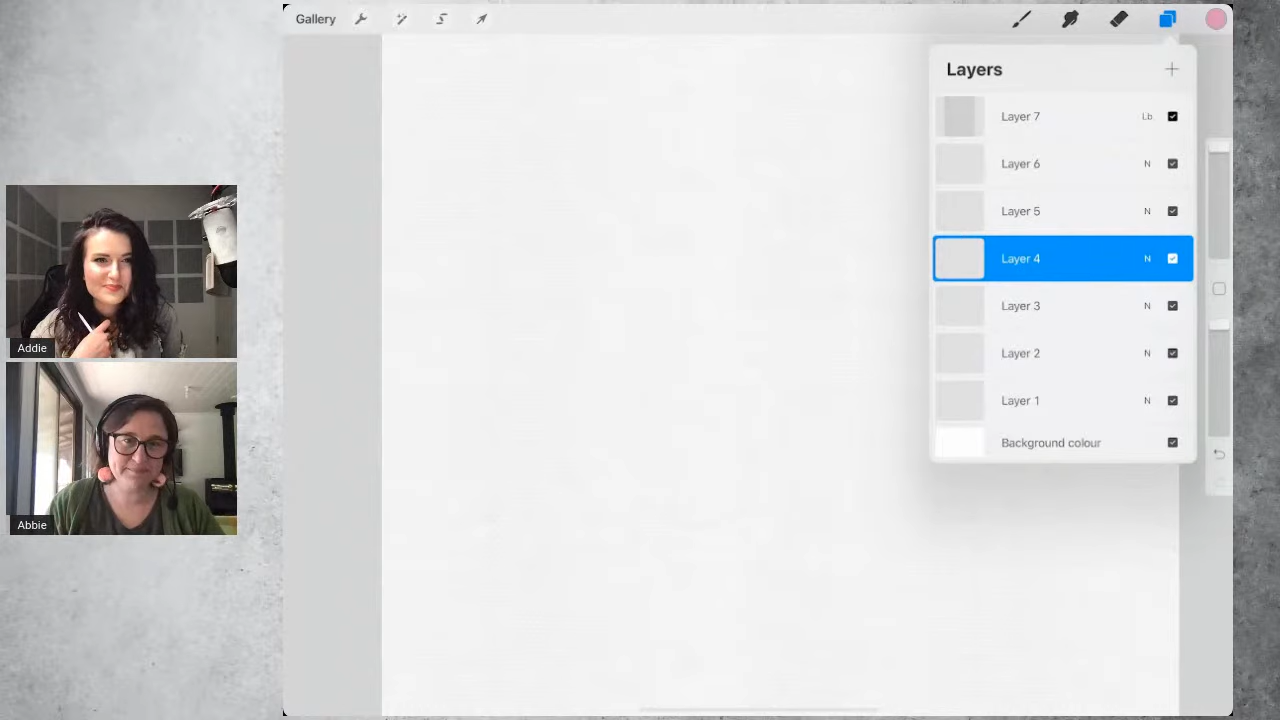 Gallery
Layers
Layer 7 Lb
Layer 6 N
Layer 5 N
Layer 4 N
Layer 3 N
Layer 2 N
Layer 1 N
Background colour
Addie
Abbie